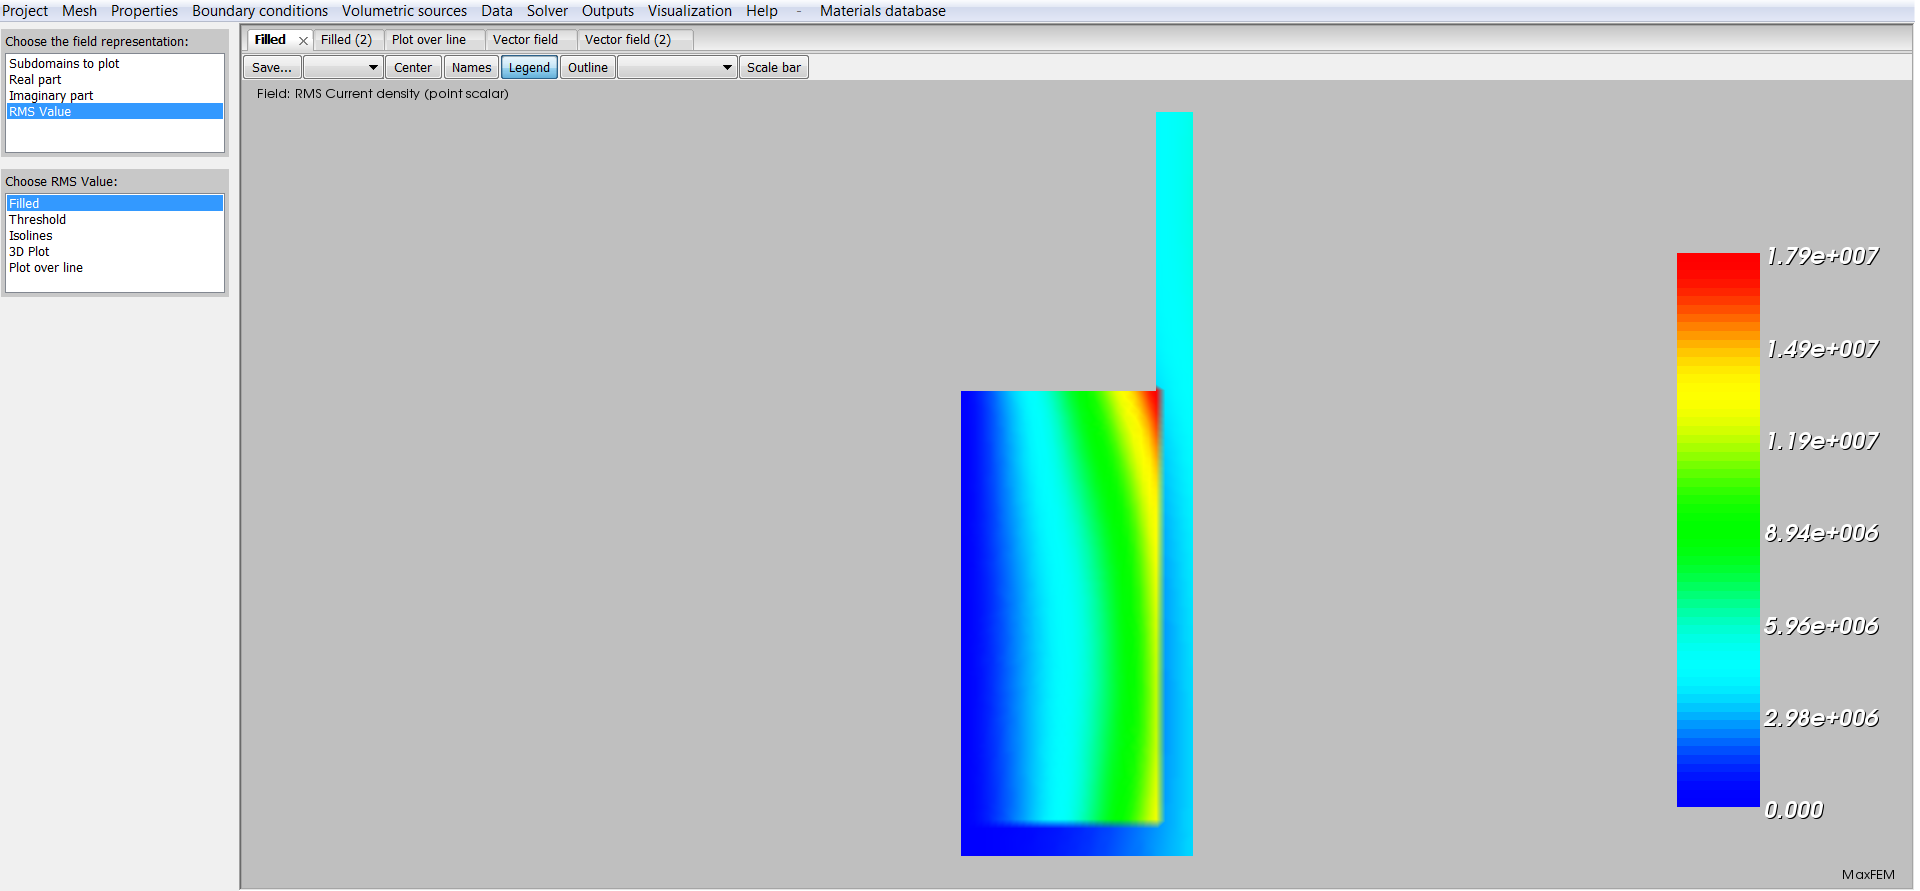 Project Mesh Properties Boundary conditions Volumetric sources Data Solver Outputs Visualization Help - Materials database
Choose the field representation:
Subdomains to plot
Real part
Imaginary part
RMS Value
Choose RMS Value:
Filled
Threshold
Isolines
3D Plot
Plot over line
Filled Filled (2) Plot over line Vector field Vector field (2)
Save... Center Names Legend Outline Scale bar
Field: RMS Current density (point scalar)
1.79e+007
1.49e+007
1.19e+007
8.94e+006
5.96e+006
2.98e+006
0.000
MaxFEM